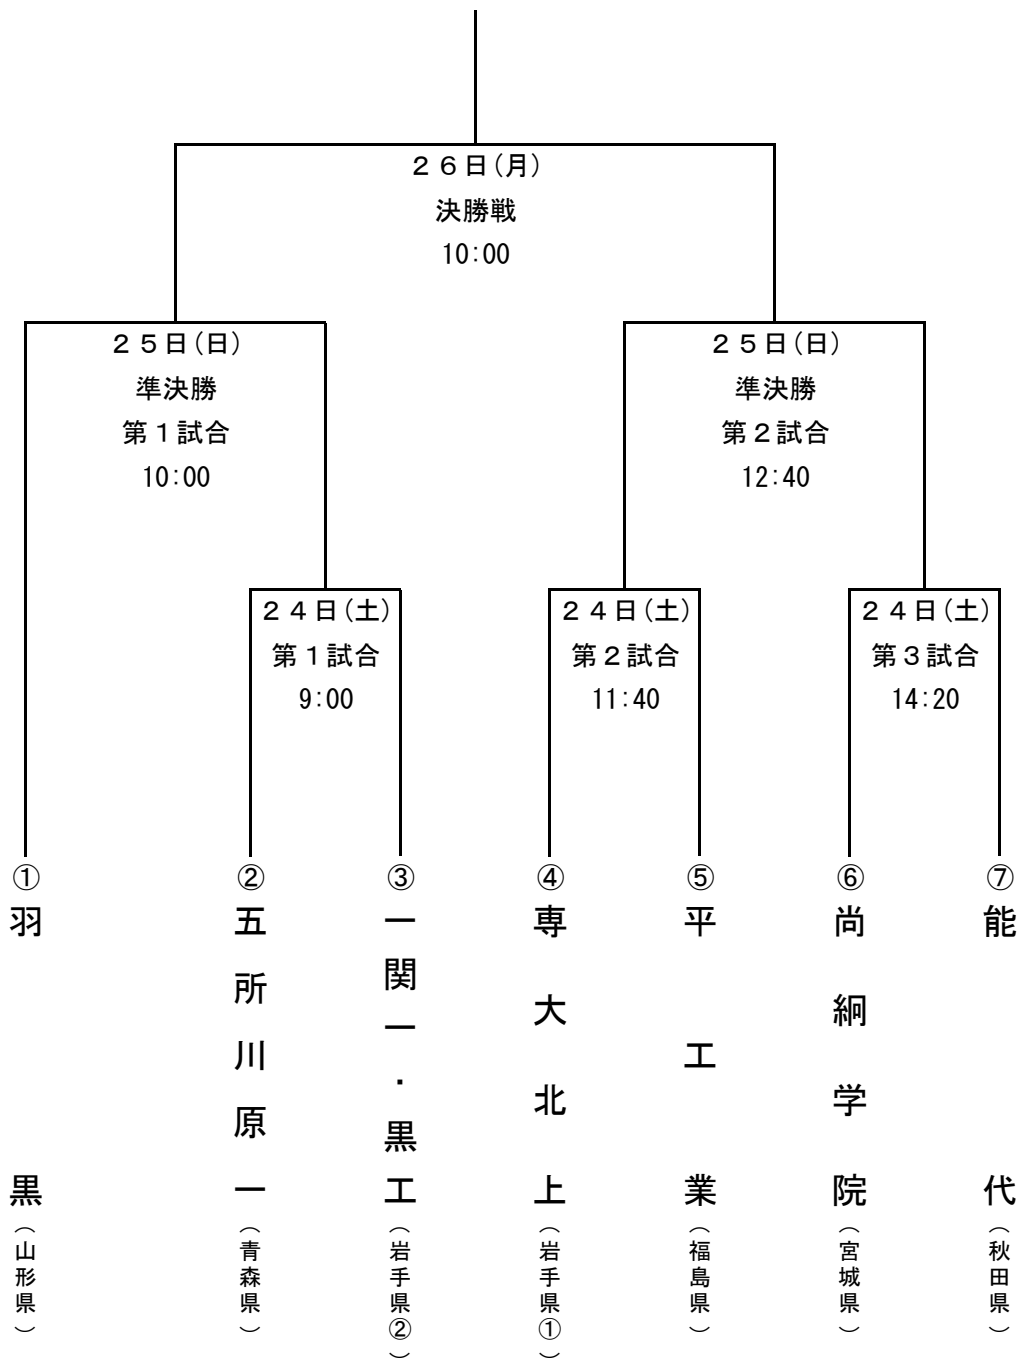 ２６日(月)
決勝戦
10:00
２５日(日)
準決勝
第１試合
10:00
２５日(日)
準決勝
第２試合
12:40
２４日(土)
第１試合
9:00
２４日(土)
第２試合
11:40
２４日(土)
第３試合
14:20
①
羽黒
(山形県)
②
五所川原一
(青森県)
③
一関一・黒工
(岩手県②)
④
専大北上
(岩手県①)
⑤
平工業
(福島県)
⑥
尚絅学院
(宮城県)
⑦
能代
(秋田県)